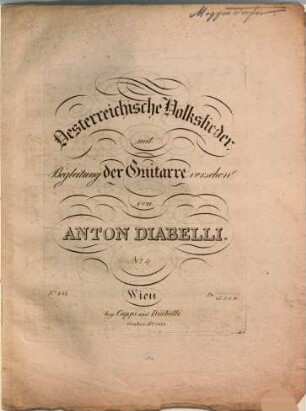 Oesterreichische Volkslieder,
mit
Begleitung der Guitarre versehen
von
ANTON DIABELLI.
No. 4
Wien
bey Cappi und Diabelli